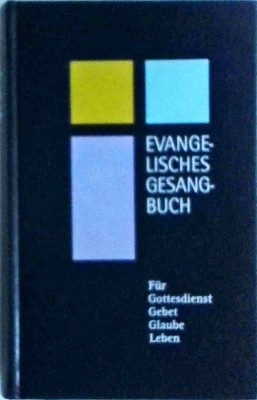 EVANGE-
LISCHES
GESANG-
BUCH
Für
Gottesdienst
Gebet
Glaube
Leben